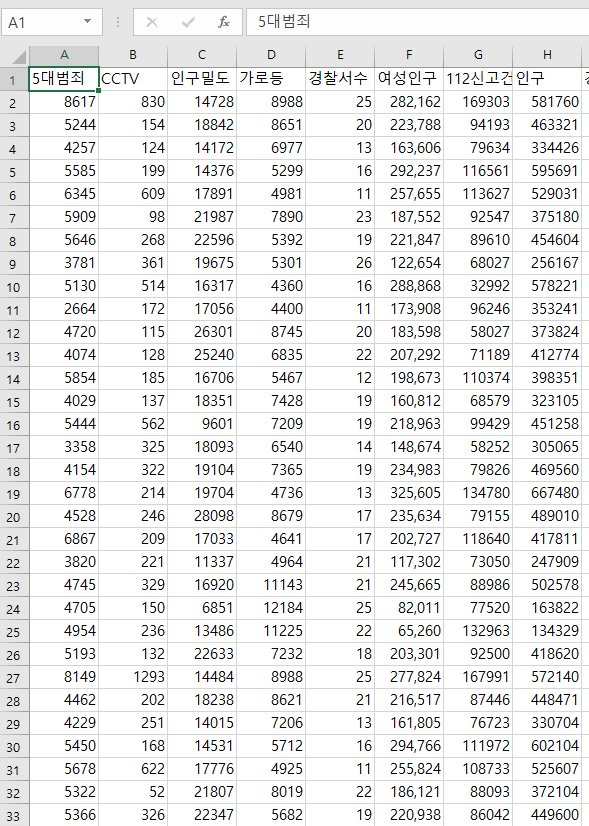 A1 fx 5대범죄
A B C D E F G H
1 5대범죄 CCTV 인구밀도 가로등 경찰서수 여성인구 112신고건 인구
2 8617 830 14728 8988 25 282,162 169303 581760
3 5244 154 18842 8651 20 223,788 94193 463321
4 4257 124 14172 6977 13 163,606 79634 334426
5 5585 199 14376 5299 16 292,237 116561 595691
6 6345 609 17891 4981 11 257,655 113627 529031
7 5909 98 21987 7890 23 187,552 92547 375180
8 5646 268 22596 5392 19 221,847 89610 454604
9 3781 361 19675 5301 26 122,654 68027 256167
10 5130 514 16317 4360 16 288,868 32992 578221
11 2664 172 17056 4400 11 173,908 96246 353241
12 4720 115 26301 8745 20 183,598 58027 373824
13 4074 128 25240 6835 22 207,292 71189 412774
14 5854 185 16706 5467 12 198,673 110374 398351
15 4029 137 18351 7428 19 160,812 68579 323105
16 5444 562 9601 7209 19 218,963 99429 451258
17 3358 325 18093 6540 14 148,674 58252 305065
18 4154 322 19104 7365 19 234,983 79826 469560
19 6778 214 19704 4736 13 325,605 134780 667480
20 4528 246 28098 8679 17 235,634 79155 489010
21 6867 209 17033 4641 17 202,727 118640 417811
22 3820 221 11337 4964 21 117,302 73050 247909
23 4745 329 16920 11143 21 245,665 88986 502578
24 4705 150 6851 12184 25 82,011 77520 163822
25 4954 236 13486 11225 22 65,260 132963 134329
26 5193 132 22633 7232 18 203,301 92500 418620
27 8149 1293 14484 8988 25 277,824 167991 572140
28 4462 202 18238 8621 21 216,517 87446 448471
29 4229 251 14015 7206 13 161,805 76723 330704
30 5450 168 14531 5712 16 294,766 111972 602104
31 5678 622 17776 4925 11 255,824 108733 525607
32 5322 52 21807 8019 22 186,121 88093 372104
33 5366 326 22347 5682 19 220,938 86042 449600